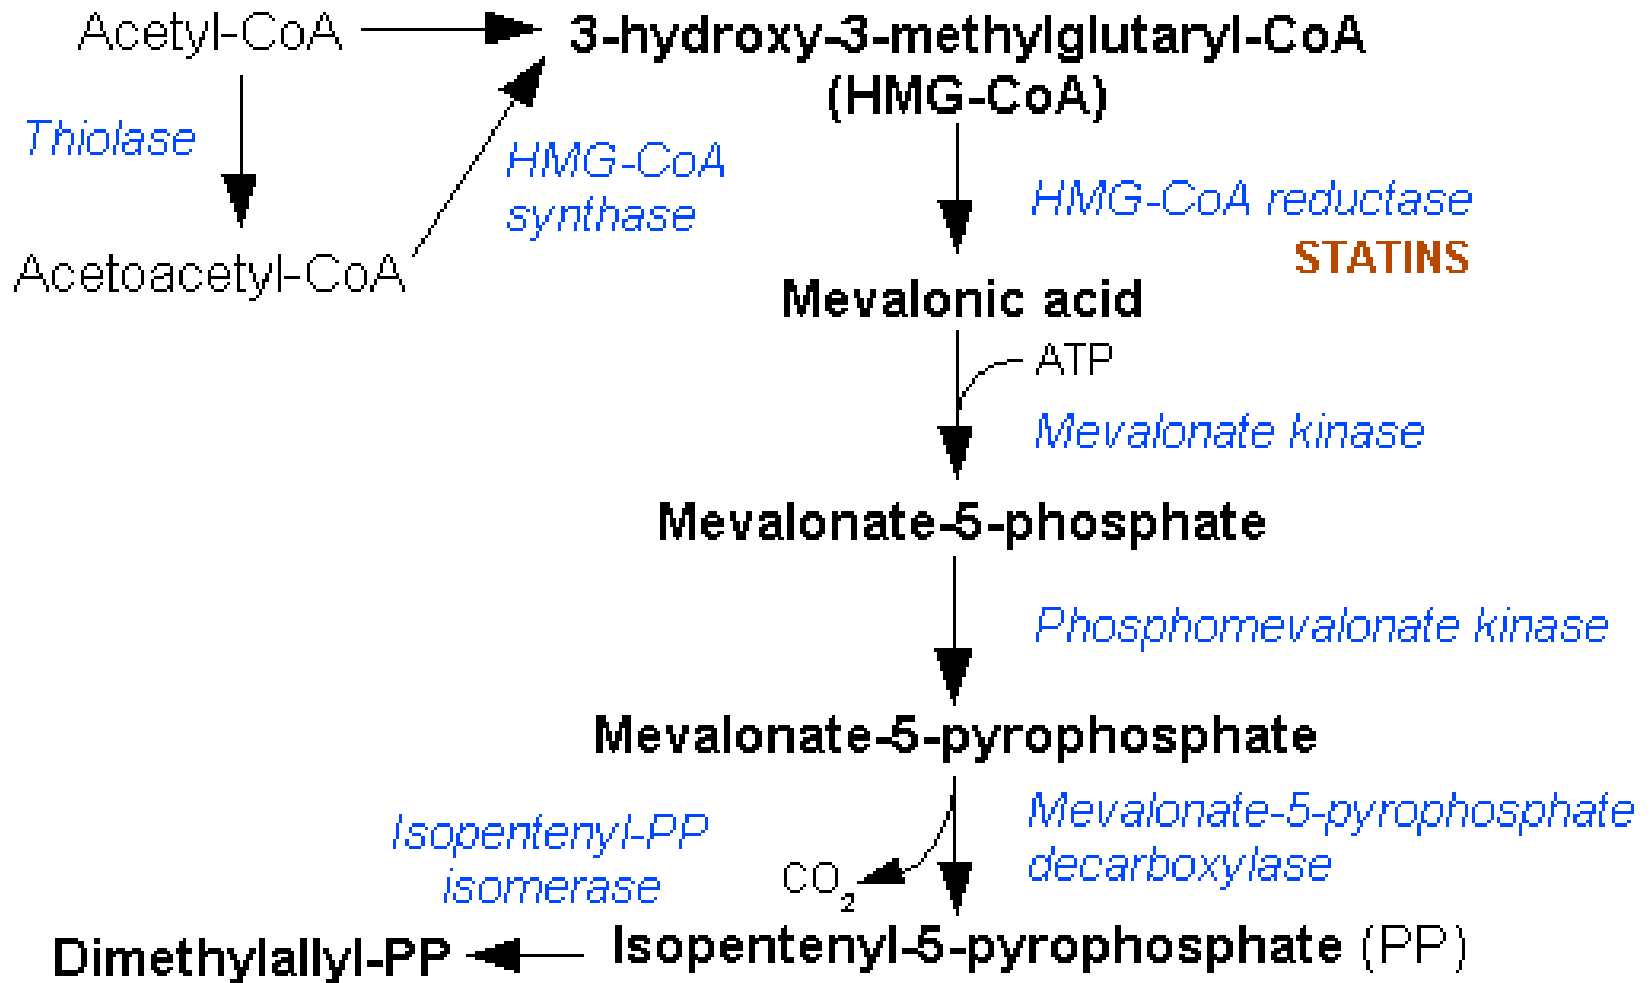 Acetyl-CoA
3-hydroxy-3-methylglutaryl-CoA
(HMG-CoA)
Thiolase
HMG-CoA
synthase
HMG-CoA reductase
STATINS
Acetoacetyl-CoA
Mevalonic acid
ATP
Mevalonate kinase
Mevalonate-5-phosphate
Phosphomevalonate kinase
Mevalonate-5-pyrophosphate
Isopentenyl-PP
isomerase
CO₂
Mevalonate-5-pyrophosphate
decarboxylase
Dimethylallyl-PP
Isopentenyl-5-pyrophosphate (PP)